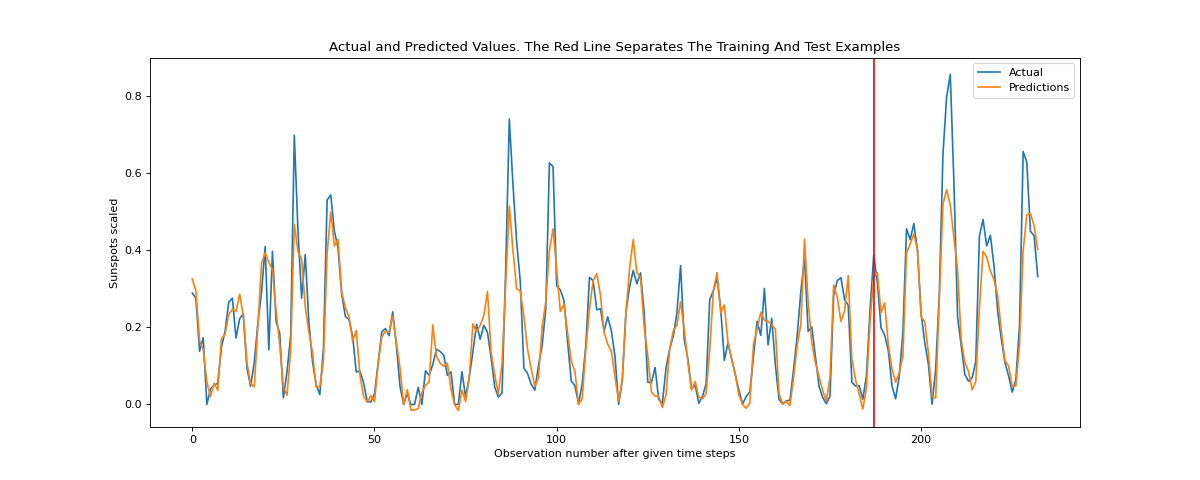 Actual and Predicted Values. The Red Line Separates The Training And Test Examples
Actual
Predictions
0.8
0.6
0.4
0.2
0.0
Sunspots scaled
0 50 100 150 200
Observation number after given time steps